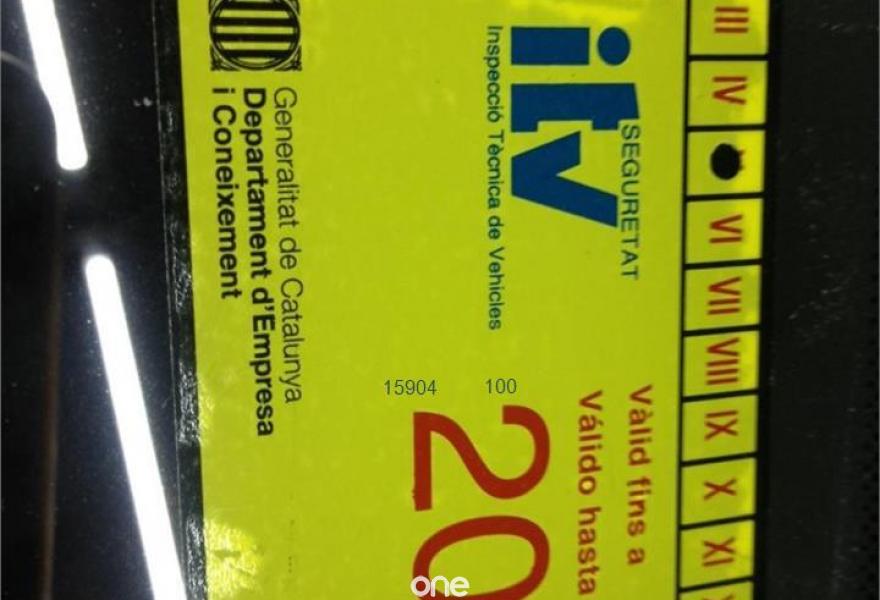 III
IV
VI
VII
VIII
IX
X
XI
itv
SEGURETAT
Inspecció Tècnica de Vehicles
Vàlid fins a
Válido hasta
20
15904
100
Generalitat de Catalunya
Departament d'Empresa
i Coneixement
one